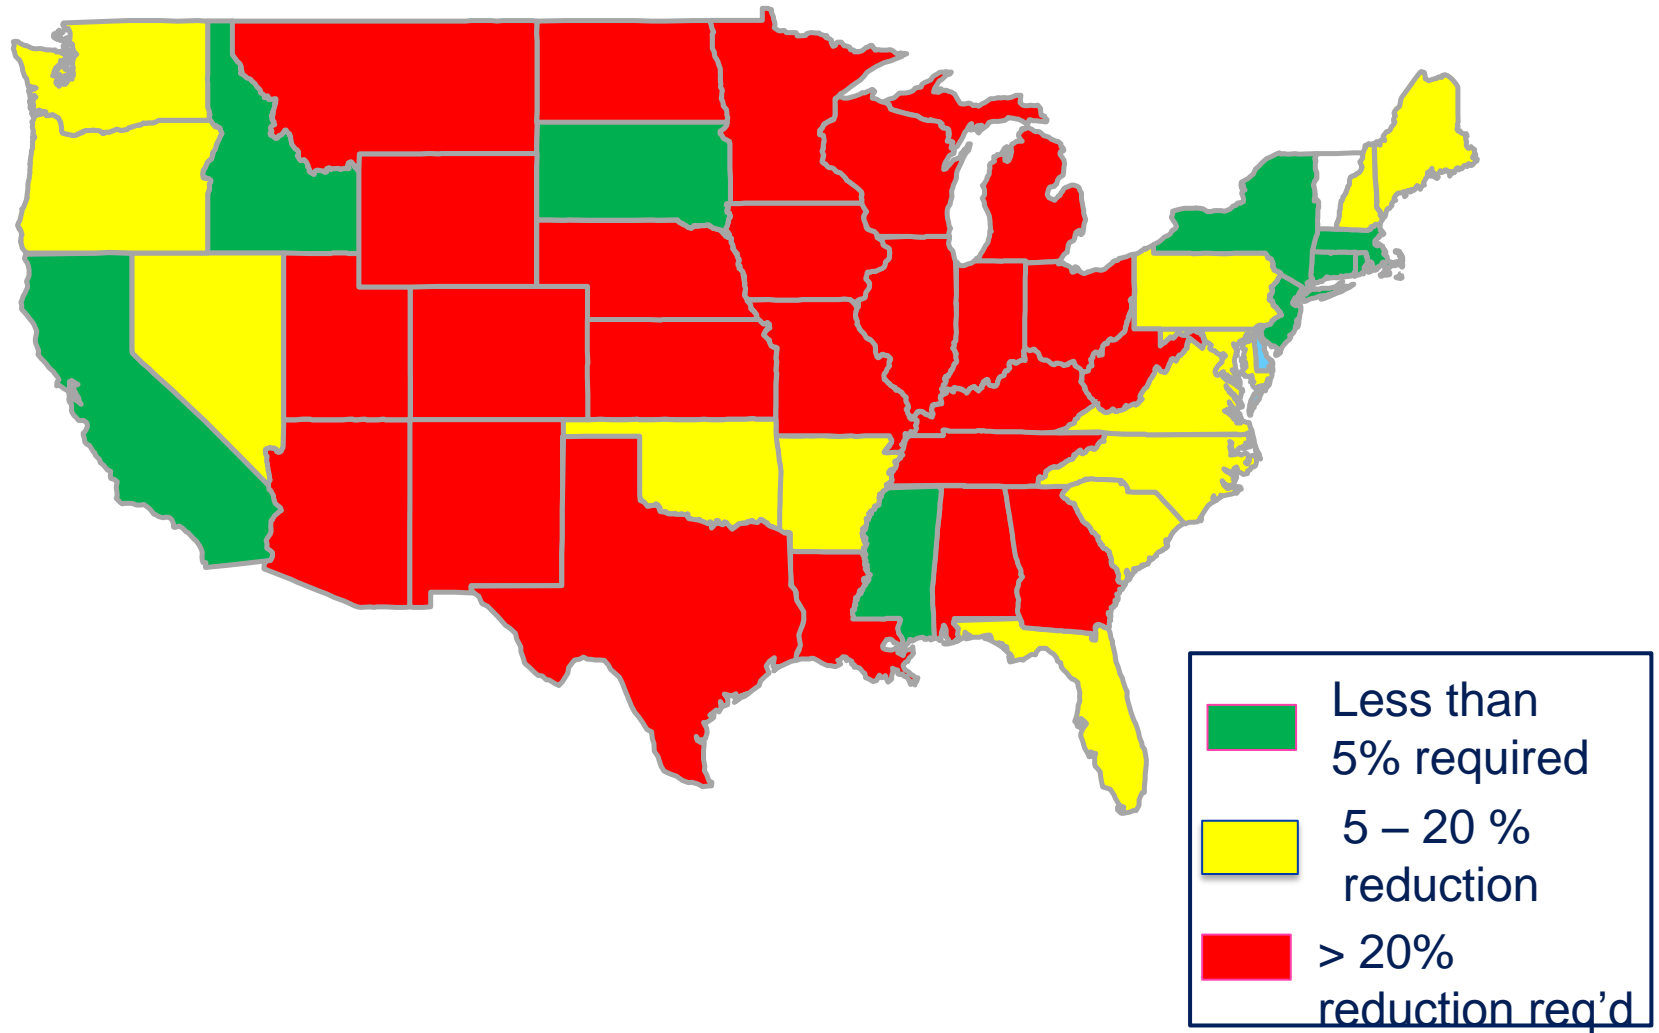 Less than
5% required
5 – 20 %
reduction
> 20%
reduction req’d